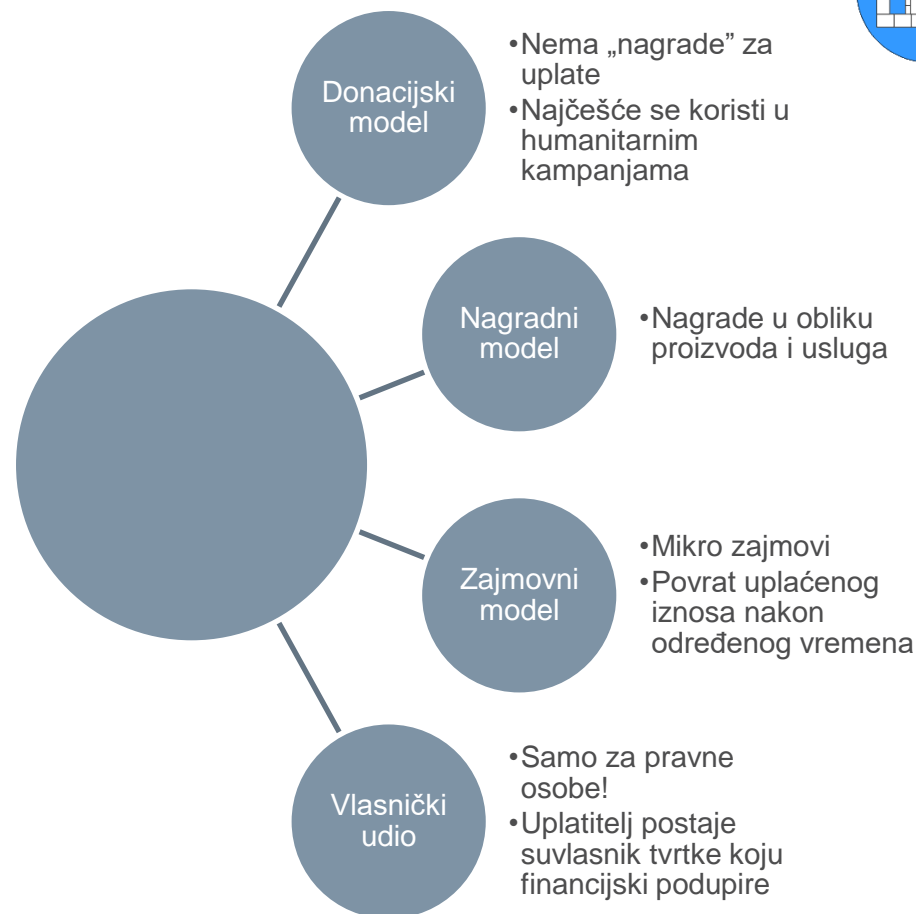 Donacijski
model
•Nema „nagrade” za
uplate
•Najčešće se koristi u
humanitarnim
kampanjama
Nagradni
model
•Nagrade u obliku
proizvoda i usluga
Zajmovni
model
•Mikro zajmovi
•Povrat uplaćenog
iznosa nakon
određenog vremena
Vlasnički
udio
•Samo za pravne
osobe!
•Uplatitelj postaje
suvlasnik tvrtke koju
financijski podupire